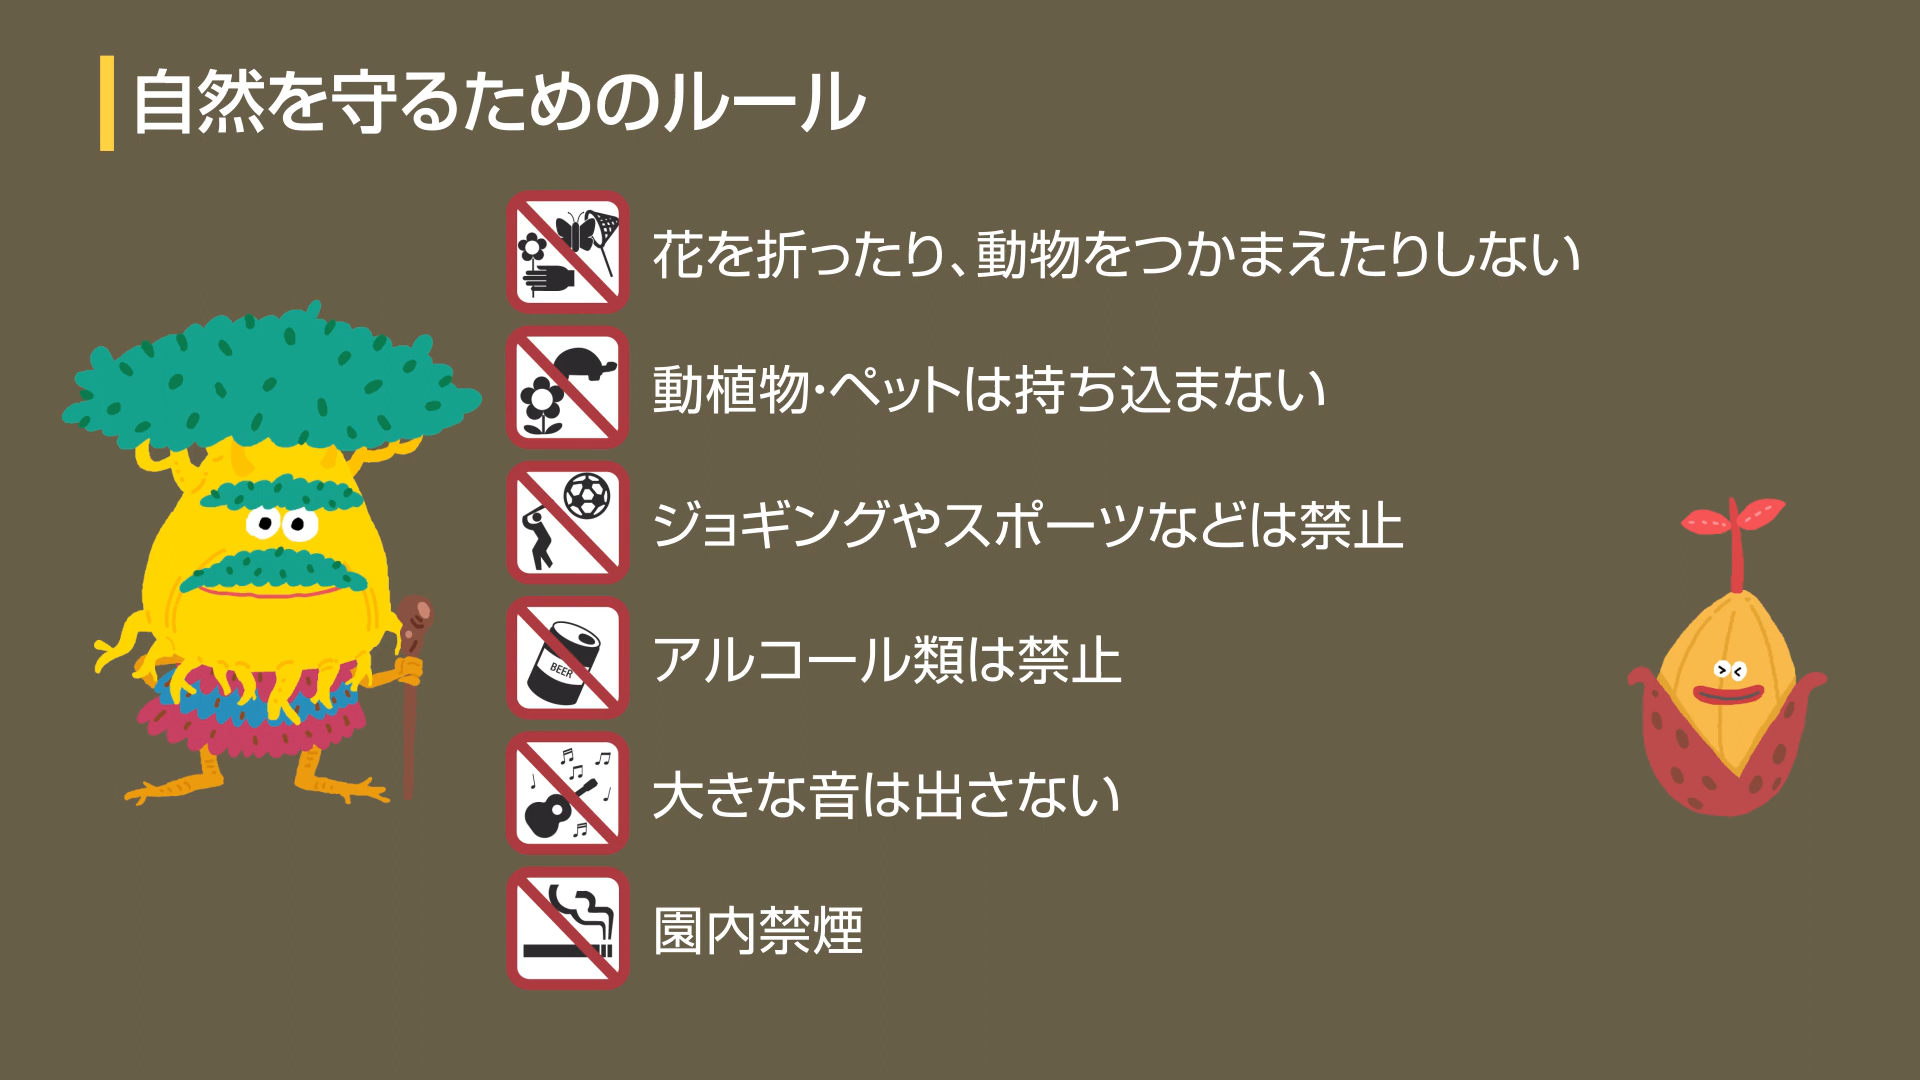 自然を守るためのルール
花を折ったり、動物をつかまえたりしない
動植物・ペットは持ち込まない
ジョギングやスポーツなどは禁止
BEER
アルコール類は禁止
大きな音は出さない
園内禁煙